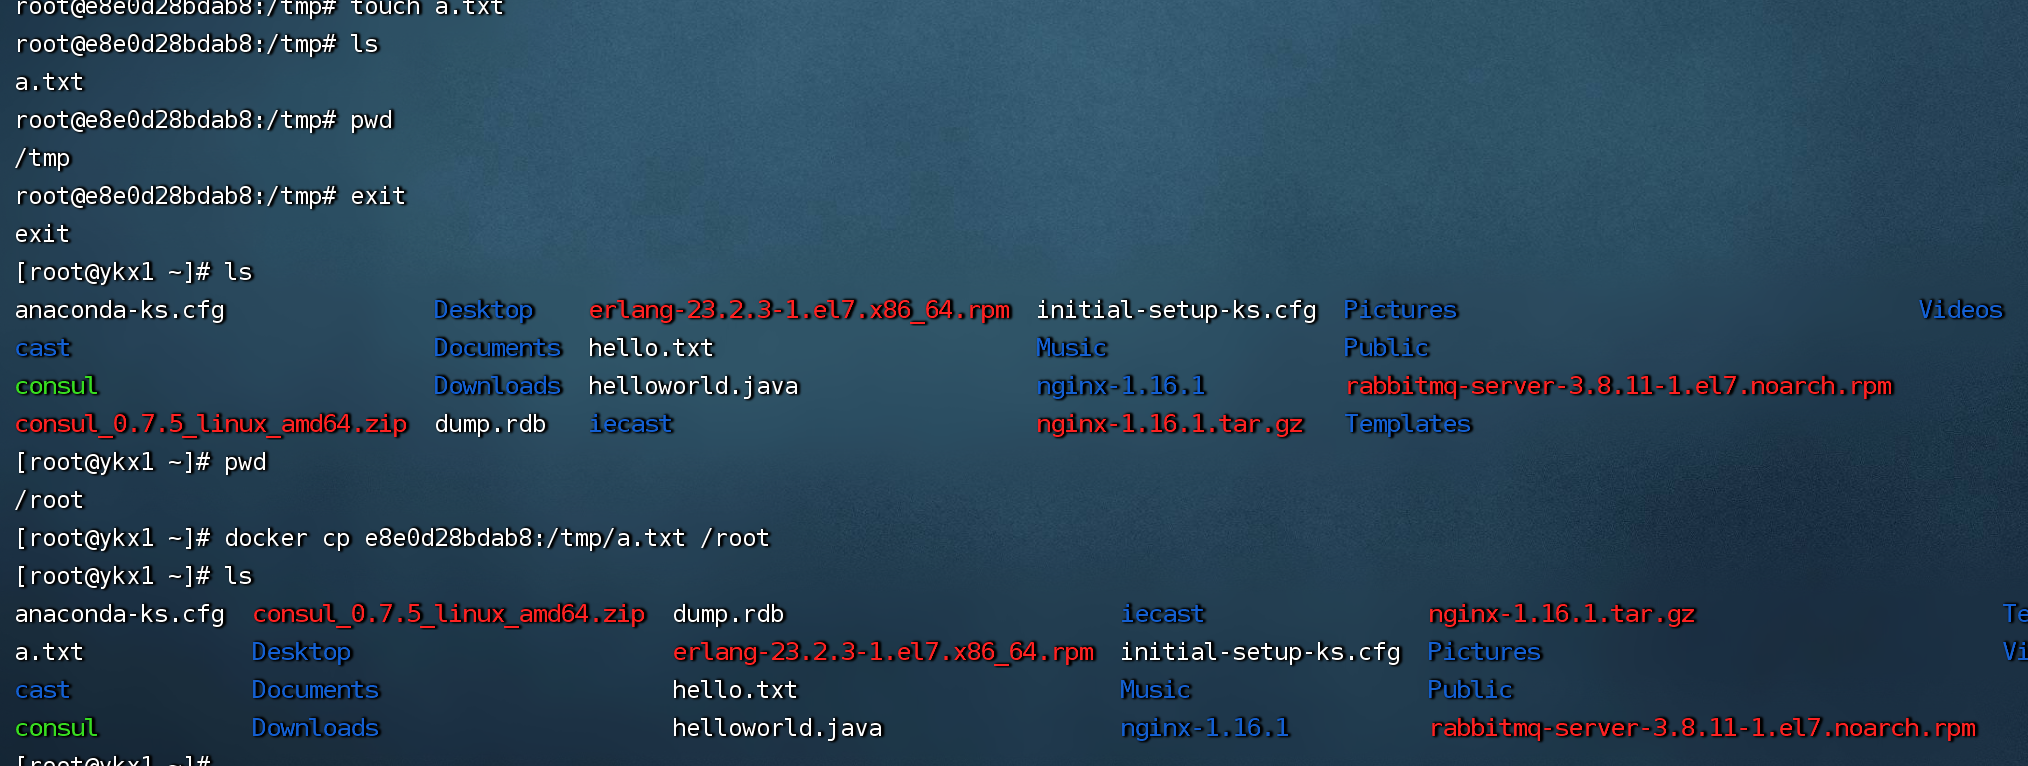 root@e8e0d28bdab8:/tmp# touch a.txt
root@e8e0d28bdab8:/tmp# ls
a.txt
root@e8e0d28bdab8:/tmp# pwd
/tmp
root@e8e0d28bdab8:/tmp# exit
exit
[root@ykx1 ~]# ls
anaconda-ks.cfg Desktop erlang-23.2.3-1.el7.x86_64.rpm initial-setup-ks.cfg Pictures Videos
cast Documents hello.txt Music Public
consul Downloads helloworld.java nginx-1.16.1 rabbitmq-server-3.8.11-1.el7.noarch.rpm
consul_0.7.5_linux_amd64.zip dump.rdb iecast nginx-1.16.1.tar.gz Templates
[root@ykx1 ~]# pwd
/root
[root@ykx1 ~]# docker cp e8e0d28bdab8:/tmp/a.txt /root
[root@ykx1 ~]# ls
anaconda-ks.cfg consul_0.7.5_linux_amd64.zip dump.rdb iecast nginx-1.16.1.tar.gz Te
a.txt Desktop erlang-23.2.3-1.el7.x86_64.rpm initial-setup-ks.cfg Pictures Vi
cast Documents hello.txt Music Public
consul Downloads helloworld.java nginx-1.16.1 rabbitmq-server-3.8.11-1.el7.noarch.rpm
[root@ykx1 ~]#